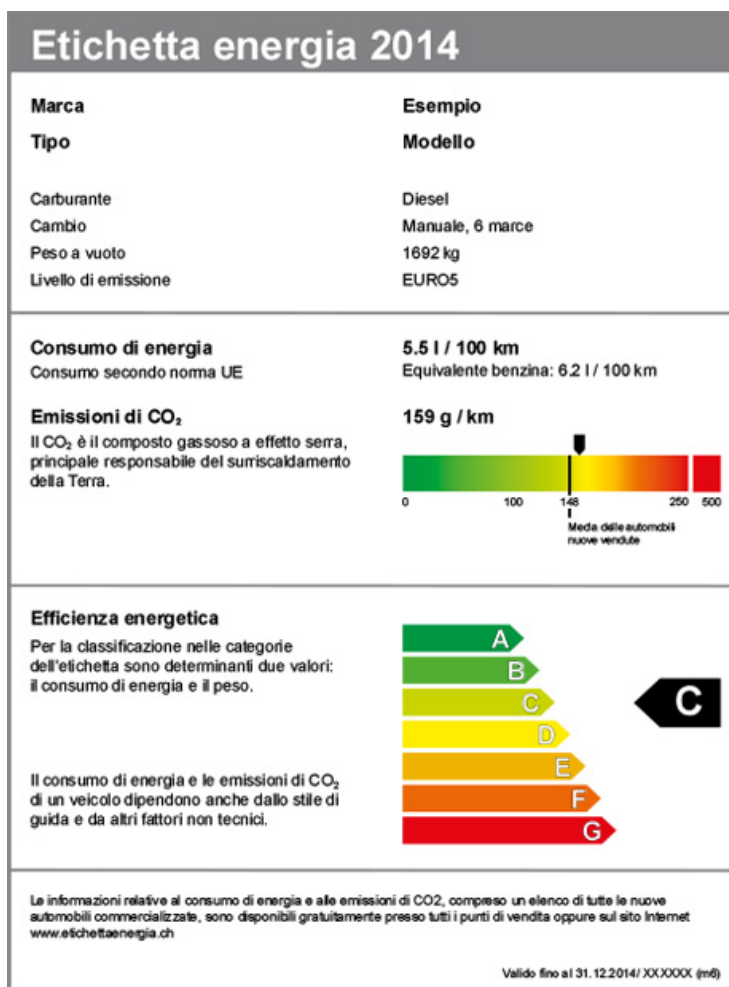 Etichetta energia 2014
Marca Esempio
Tipo Modello
Carburante Diesel
Cambio Manuale, 6 marce
Peso a vuoto 1692 kg
Livello di emissione EURO5
Consumo di energia 5.5 l / 100 km
Consumo secondo norma UE Equivalente benzina: 6.2 l / 100 km
Emissioni di CO₂ 159 g / km
Il CO₂ è il composto gassoso a effetto serra,
principale responsabile del surriscaldamento
della Terra.
0 100 148 250 500
Media delle automobili
nuove vendute
Efficienza energetica
Per la classificazione nelle categorie
dell'etichetta sono determinanti due valori:
il consumo di energia e il peso.
Il consumo di energia e le emissioni di CO₂
di un veicolo dipendono anche dallo stile di
guida e da altri fattori non tecnici.
A
B
C
D
E
F
G
C
Le informazioni relative al consumo di energia e alle emissioni di CO2, compreso un elenco di tutte le nuove
automobili commercializzate, sono disponibili gratuitamente presso tutti i punti di vendita oppure sul sito Internet
www.etichettaenergia.ch
Valido fino al 31.12.2014/ XXXXXX (m6)